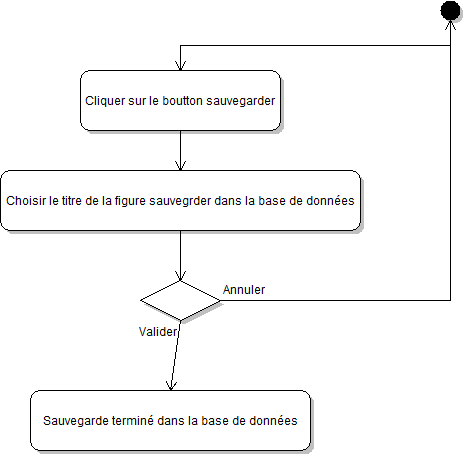 Cliquer sur le boutton sauvegarder
Choisir le titre de la figure sauvegrder dans la base de données
Annuler
Valider
Sauvegarde terminé dans la base de données